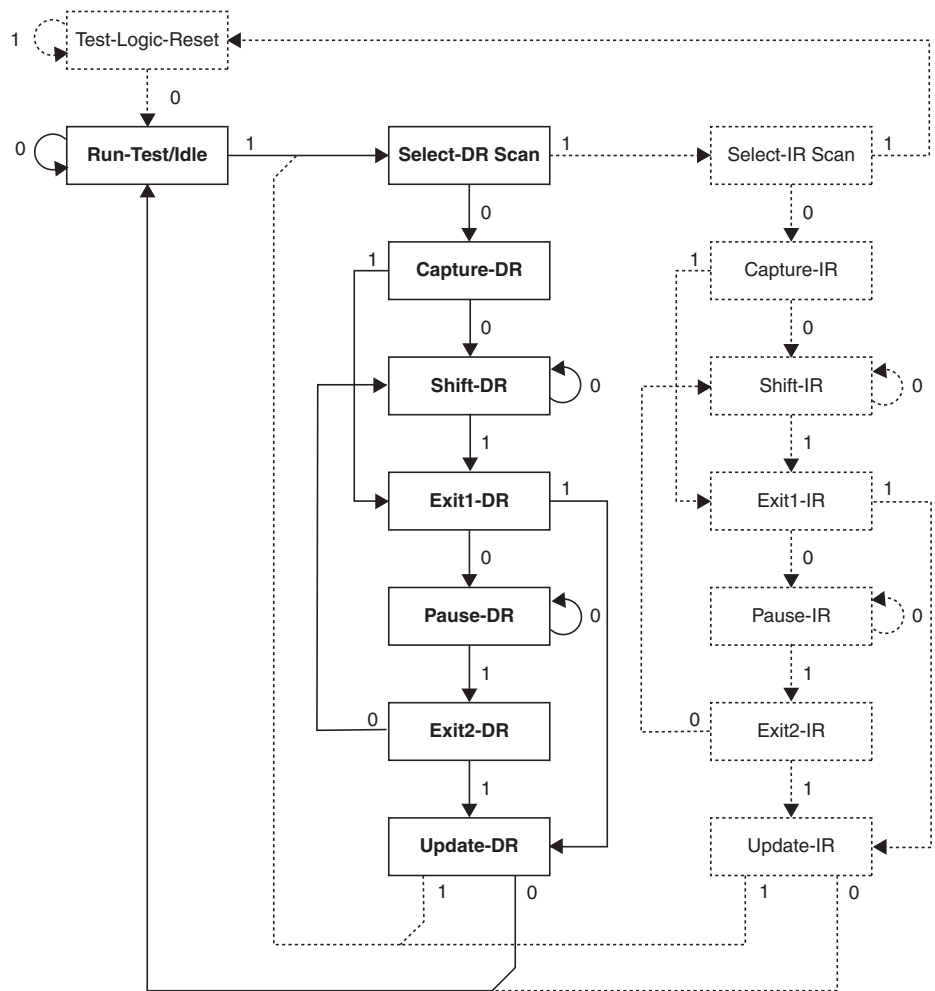 1
Test-Logic-Reset
0
0
Run-Test/Idle
1
Select-DR Scan
1
Select-IR Scan
1
0
0
1
Capture-DR
1
Capture-IR
0
0
Shift-DR
0
Shift-IR
0
1
1
Exit1-DR
1
Exit1-IR
1
0
0
Pause-DR
0
Pause-IR
0
1
1
0
Exit2-DR
0
Exit2-IR
1
1
Update-DR
Update-IR
1
0
1
0